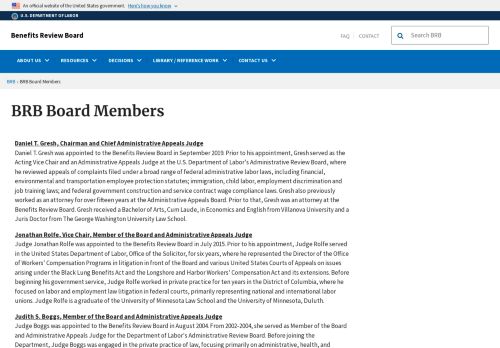 An official website of the United States government. Here's how you know
U.S. DEPARTMENT OF LABOR
Benefits Review Board
FAQ CONTACT
Search BRB
ABOUT US RESOURCES DECISIONS LIBRARY / REFERENCE WORK CONTACT US
BRB › BRB Board Members
BRB Board Members
Daniel T. Gresh, Chairman and Chief Administrative Appeals Judge
Daniel T. Gresh was appointed to the Benefits Review Board in September 2019. Prior to his appointment, Gresh served as the
Acting Vice Chair and an Administrative Appeals Judge at the U.S. Department of Labor's Administrative Review Board, where
he reviewed appeals of complaints filed under a broad range of federal administrative labor laws, including financial,
environmental and transportation employee protection statutes; immigration, child labor, employment discrimination and
job training laws; and federal government construction and service contract wage compliance laws. Gresh also previously
worked as an attorney for over fifteen years at the Administrative Appeals Board. Prior to that, Gresh was an attorney at the
Benefits Review Board. Gresh received a Bachelor of Arts, Cum Laude, in Economics and English from Villanova University and a
Juris Doctor from The George Washington University Law School.
Jonathan Rolfe, Vice Chair, Member of the Board and Administrative Appeals Judge
Judge Jonathan Rolfe was appointed to the Benefits Review Board in July 2015. Prior to his appointment, Judge Rolfe served
in the United States Department of Labor, Office of the Solicitor, for six years, where he represented the Director of the Office
of Workers' Compensation Programs in litigation in front of the Board and various United States Courts of Appeals on issues
arising under the Black Lung Benefits Act and the Longshore and Harbor Workers' Compensation Act and its extensions. Before
beginning his government service, Judge Rolfe worked in private practice for ten years in the District of Columbia, where he
focused on labor and employment law litigation in federal courts, primarily representing national and international labor
unions. Judge Rolfe is a graduate of the University of Minnesota Law School and the University of Minnesota, Duluth.
Judith S. Boggs, Member of the Board and Administrative Appeals Judge
Judge Boggs was appointed to the Benefits Review Board in August 2004. From 2002-2004, she served as Member of the Board
and Administrative Appeals Judge for the Department of Labor's Administrative Review Board. Before joining the
Department, Judge Boggs was engaged in the private practice of law, focusing primarily on administrative, health, and